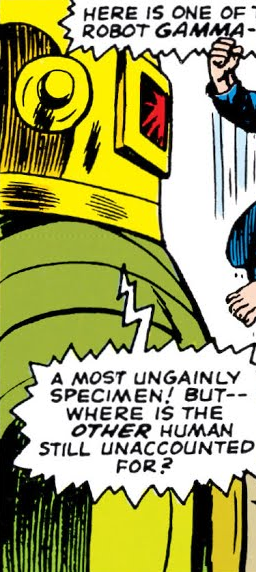 HERE IS ONE OF
ROBOT GAMMA-
A MOST UNGAINLY
SPECIMEN! BUT--
WHERE IS THE
OTHER HUMAN
STILL UNACCOUNTED
FOR?